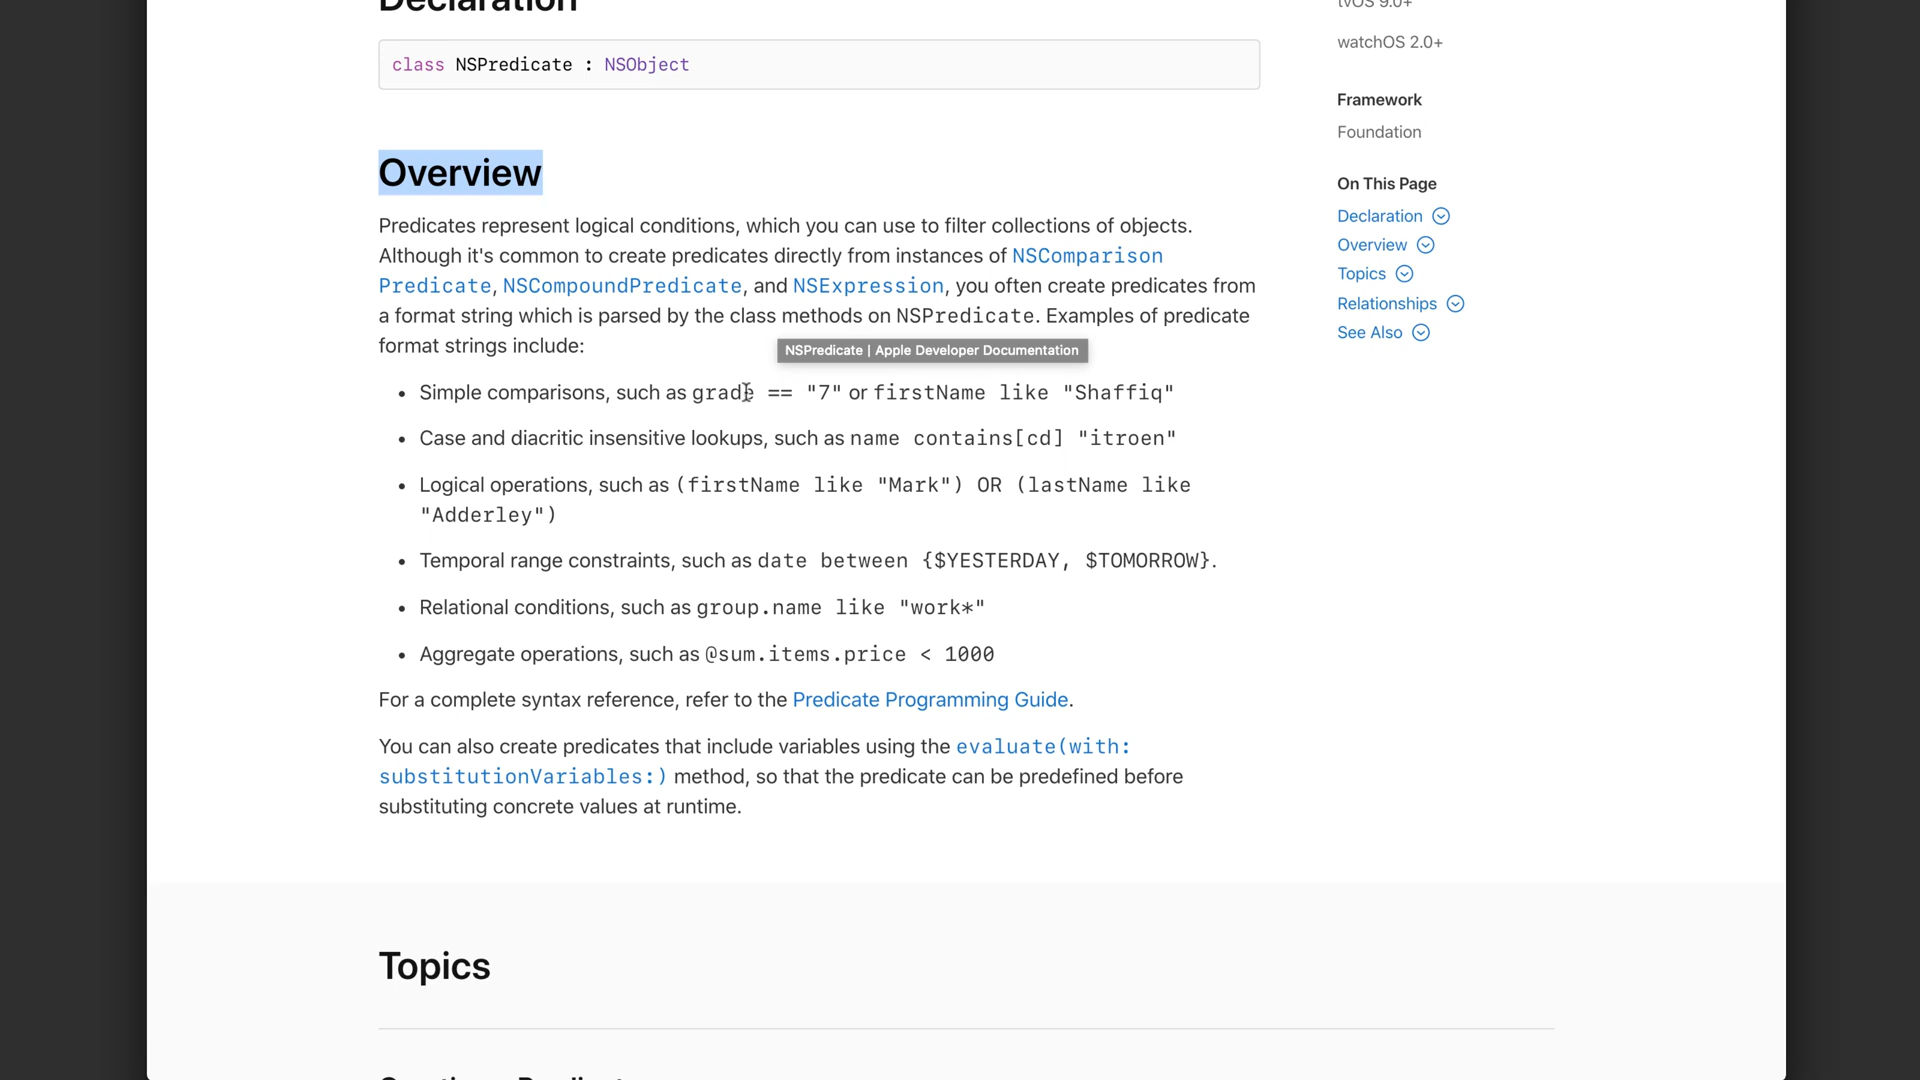 Declaration
class NSPredicate : NSObject
Overview
Predicates represent logical conditions, which you can use to filter collections of objects.
Although it's common to create predicates directly from instances of NSComparison
Predicate, NSCompoundPredicate, and NSExpression, you often create predicates from
a format string which is parsed by the class methods on NSPredicate. Examples of predicate
format strings include:
NSPredicate | Apple Developer Documentation
• Simple comparisons, such as grade == "7" or firstName like "Shaffiq"
• Case and diacritic insensitive lookups, such as name contains[cd] "itroen"
• Logical operations, such as (firstName like "Mark") OR (lastName like
"Adderley")
• Temporal range constraints, such as date between {$YESTERDAY, $TOMORROW}.
• Relational conditions, such as group.name like "work*"
• Aggregate operations, such as @sum.items.price < 1000
For a complete syntax reference, refer to the Predicate Programming Guide.
You can also create predicates that include variables using the evaluate(with:
substitutionVariables:) method, so that the predicate can be predefined before
substituting concrete values at runtime.
Topics
tvOS 9.0+
watchOS 2.0+
Framework
Foundation
On This Page
Declaration
Overview
Topics
Relationships
See Also